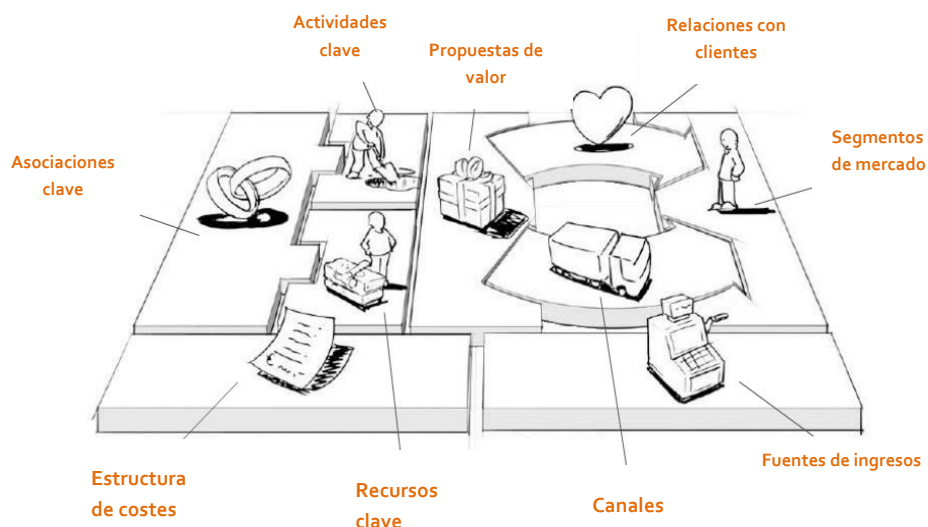 Actividades
clave
Propuestas de
valor
Relaciones con
clientes
Asociaciones
clave
Segmentos
de mercado
Estructura
de costes
Recursos
clave
Canales
Fuentes de ingresos